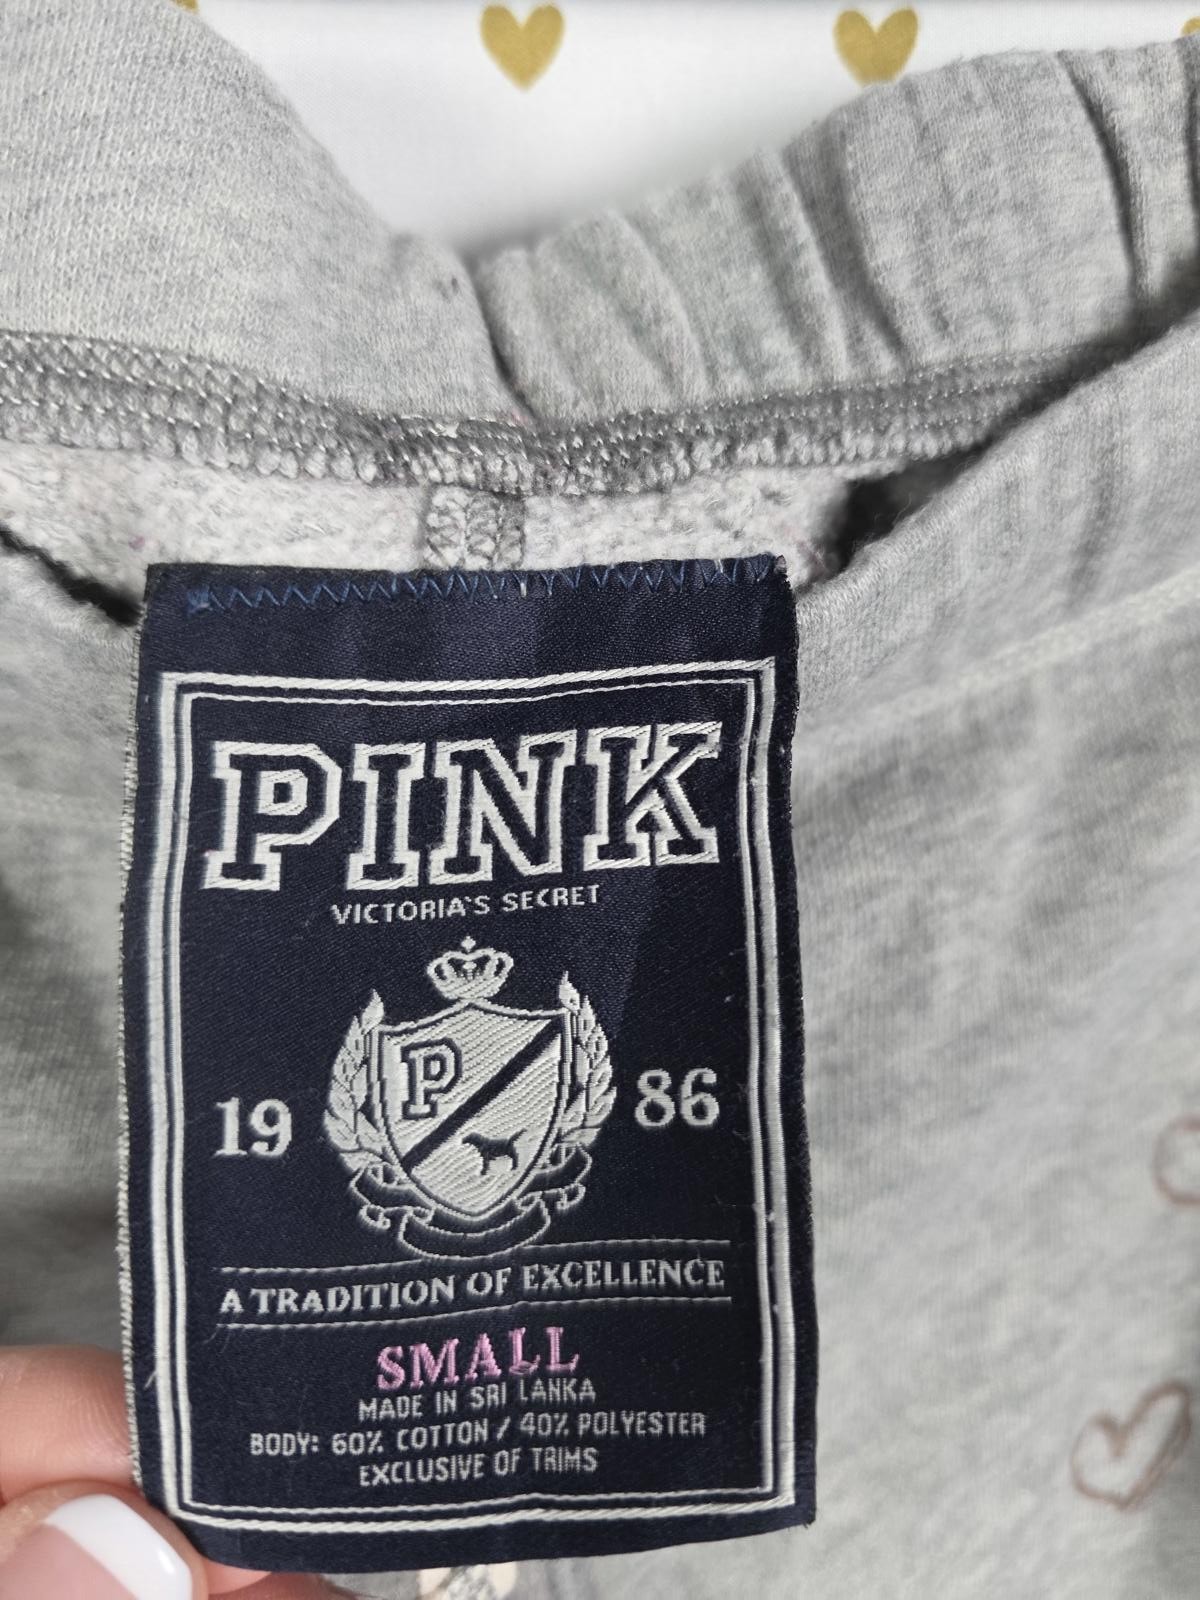 PINK
VICTORIA'S SECRET
P
19 86
A TRADITION OF EXCELLENCE
SMALL
MADE IN SRI LANKA
BODY: 60% COTTON / 40% POLYESTER
EXCLUSIVE OF TRIMS